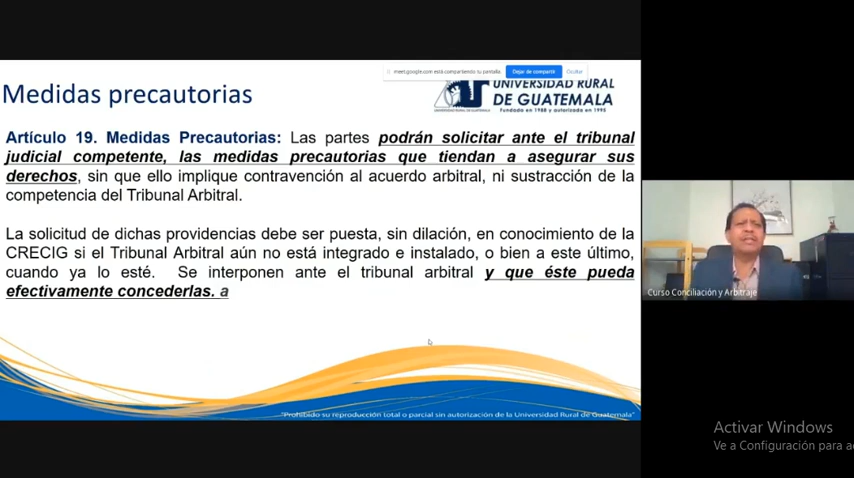 meet.google.com está compartiendo su pantalla.
Dejar de compartir
Ocultar
Medidas precautorias
UNIVERSIDAD RURAL
DE GUATEMALA
Fundada en 1988 y autorizada en 1995
Artículo 19. Medidas Precautorias: Las partes podrán solicitar ante el tribunal
judicial competente, las medidas precautorias que tiendan a asegurar sus
derechos, sin que ello implique contravención al acuerdo arbitral, ni sustracción de la
competencia del Tribunal Arbitral.
La solicitud de dichas providencias debe ser puesta, sin dilación, en conocimiento de la
CRECIG si el Tribunal Arbitral aún no está integrado e instalado, o bien a este último,
cuando ya lo esté. Se interponen ante el tribunal arbitral y que éste pueda
efectivamente concederlas. a
Curso Conciliación y Arbitraje
"Prohibido su reproducción total o parcial sin autorización de la Universidad Rural de Guatemala"
Activar Windows
Ve a Configuración para a